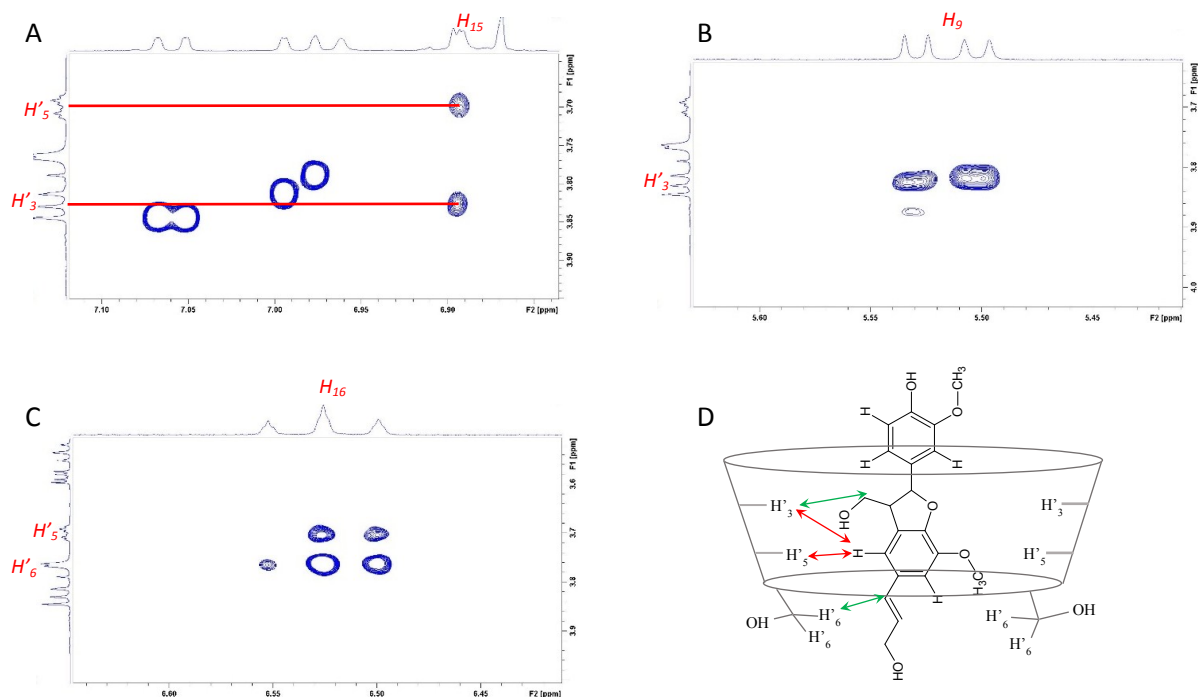 A
H15
H'5
H'3
F1 [ppm]
3.70
3.75
3.80
3.85
3.90
7.10
7.05
7.00
6.95
6.90
F2 [ppm]
B
H9
H'3
F1 [ppm]
3.7
3.8
3.9
4.0
5.60
5.55
5.50
5.45
F2 [ppm]
C
H16
H'5
H'6
F1 [ppm]
3.6
3.7
3.8
3.9
6.60
6.55
6.50
6.45
F2 [ppm]
D
OH
CH3
O
H
H
H
H'3
HO
O
H'3
H'5
H
O
CH3
H'5
H
H'6
OH
H'6
H'6
OH
H'6
HO